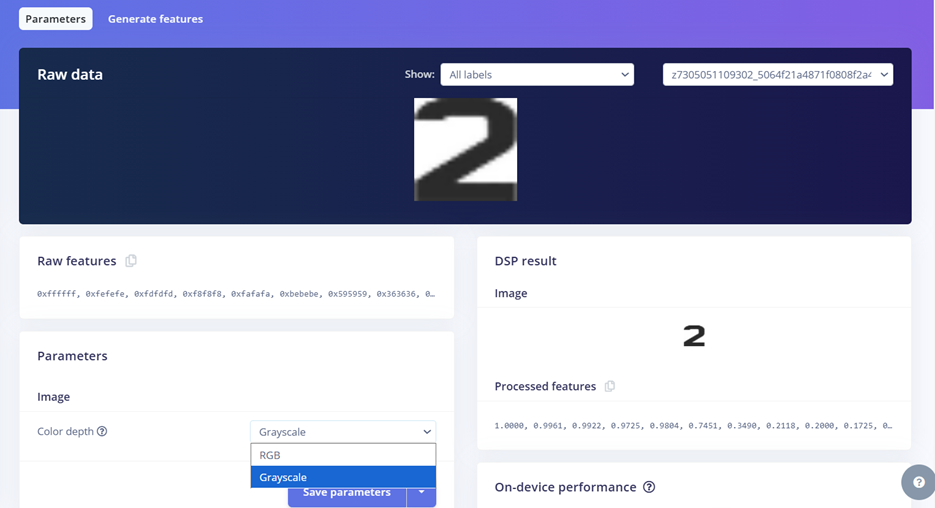 Parameters Generate features
Raw data Show: All labels z7305051109302_5064f21a4871f0808f2a4
2
Raw features
0xffffff, 0xfefefe, 0xfdfdfd, 0xf8f8f8, 0xfafafa, 0xbebebe, 0x595959, 0x363636, 0…
Parameters
Image
Color depth ? Grayscale
RGB
Grayscale
Save parameters
DSP result
Image
2
Processed features
1.0000, 0.9961, 0.9922, 0.9725, 0.9804, 0.7451, 0.3490, 0.2118, 0.2000, 0.1725, 0…
On-device performance ?
?